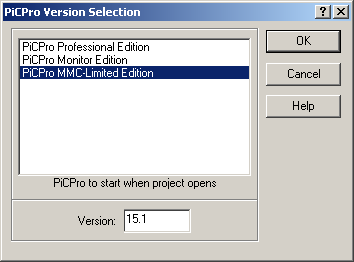 PiCPro Version Selection
PiCPro Professional Edition
PiCPro Monitor Edition
PiCPro MMC-Limited Edition
PiCPro to start when project opens
Version: 15.1
OK
Cancel
Help